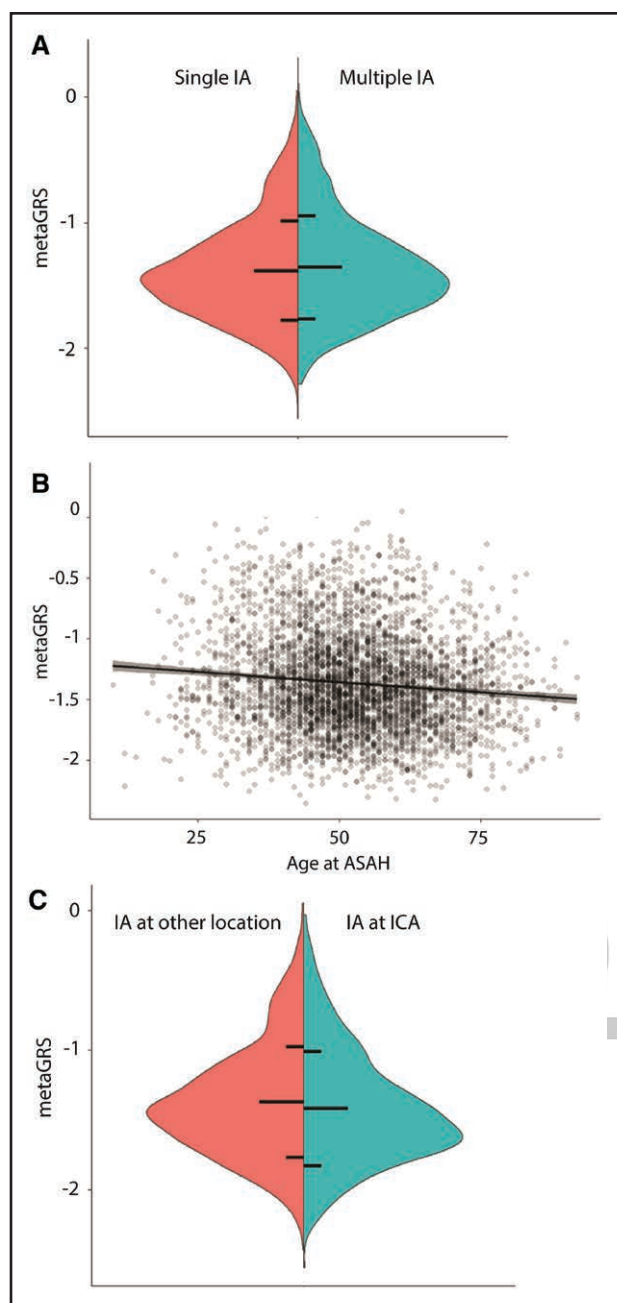 A
Single IA Multiple IA
0
-1
-2
metaGRS
B
0
-0.5
-1
-1.5
-2
metaGRS
25 50 75
Age at ASAH
C
IA at other location IA at ICA
0
-1
-2
metaGRS